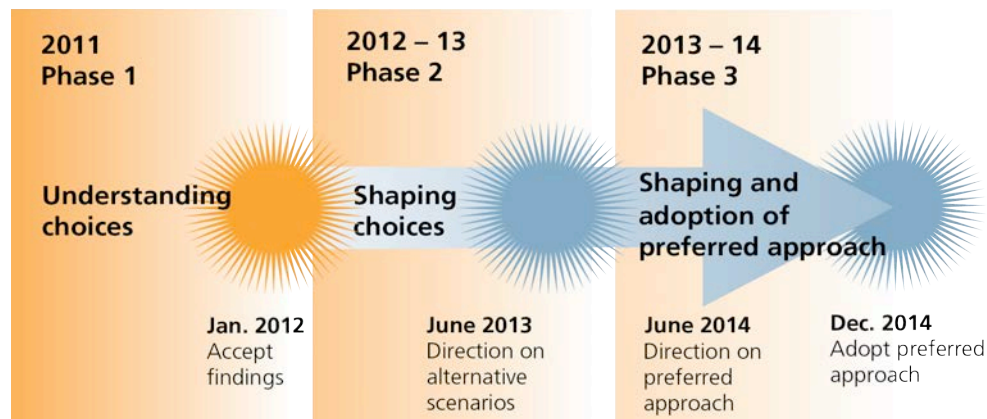 2011
Phase 1
2012 – 13
Phase 2
2013 – 14
Phase 3
Understanding
choices
Shaping
choices
Shaping and
adoption of
preferred approach
Jan. 2012
Accept
findings
June 2013
Direction on
alternative
scenarios
June 2014
Direction on
preferred
approach
Dec. 2014
Adopt preferred
approach